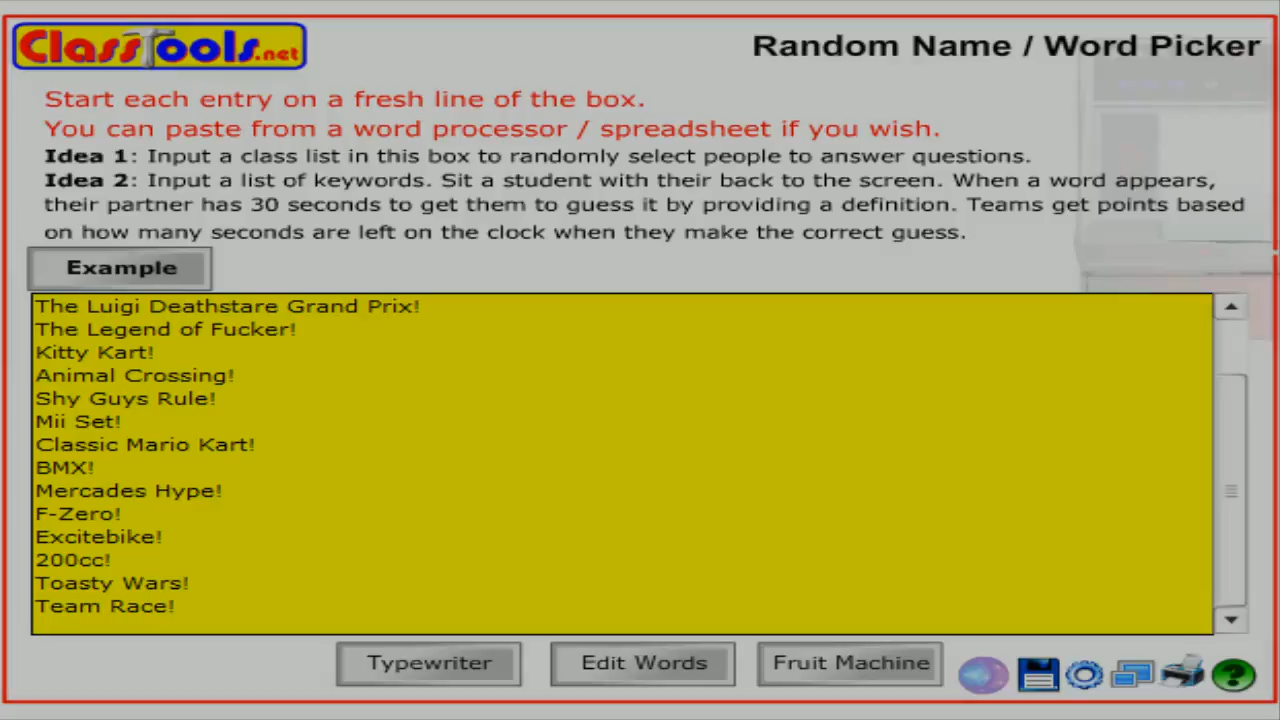 ClassTools.net
Random Name / Word Picker
Start each entry on a fresh line of the box.
You can paste from a word processor / spreadsheet if you wish.
Idea 1: Input a class list in this box to randomly select people to answer questions.
Idea 2: Input a list of keywords. Sit a student with their back to the screen. When a word appears,
their partner has 30 seconds to get them to guess it by providing a definition. Teams get points based
on how many seconds are left on the clock when they make the correct guess.
Example
The Luigi Deathstare Grand Prix!
The Legend of Fucker!
Kitty Kart!
Animal Crossing!
Shy Guys Rule!
Mii Set!
Classic Mario Kart!
BMX!
Mercades Hype!
F-Zero!
Excitebike!
200cc!
Toasty Wars!
Team Race!
Typewriter
Edit Words
Fruit Machine
?